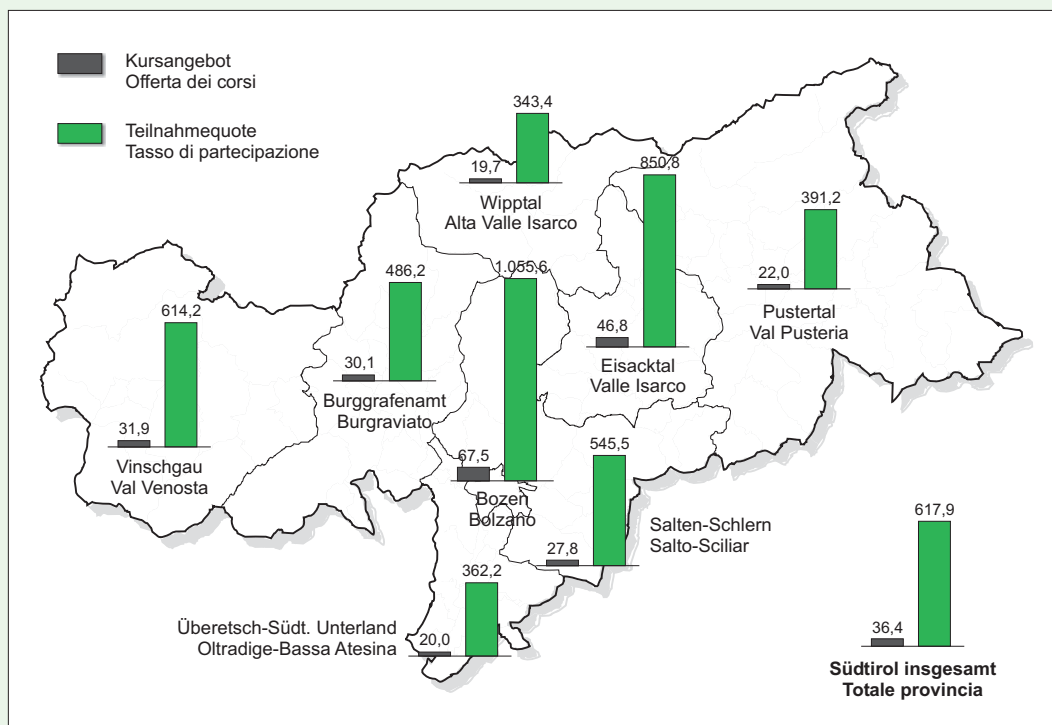 Kursangebot
Offerta dei corsi
Teilnahmequote
Tasso di partecipazione
343,4
19,7
Wipptal
Alta Valle Isarco
850,8
46,8
Eisacktal
Valle Isarco
391,2
22,0
Pustertal
Val Pusteria
486,2
30,1
Burggrafenamt
Burgraviato
1.055,6
67,5
Bozen
Bolzano
614,2
31,9
Vinschgau
Val Venosta
545,5
27,8
Salten-Schlern
Salto-Sciliar
362,2
20,0
Überetsch-Südt. Unterland
Oltradige-Bassa Atesina
617,9
36,4
Südtirol insgesamt
Totale provincia